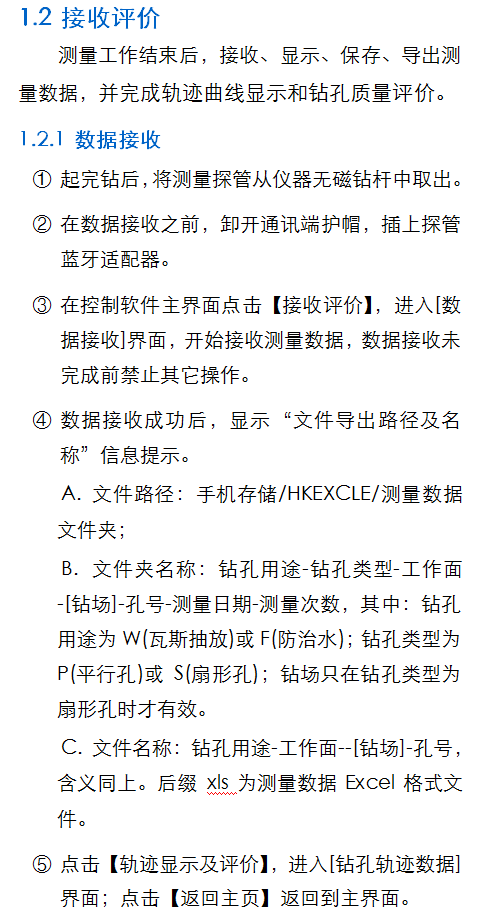 1.2 接收评价
测量工作结束后，接收、显示、保存、导出测
量数据，并完成轨迹曲线显示和钻孔质量评价。
1.2.1 数据接收
① 起完钻后，将测量探管从仪器无磁钻杆中取出。
② 在数据接收之前，卸开通讯端护帽，插上探管
蓝牙适配器。
③ 在控制软件主界面点击【接收评价】，进入[数
据接收]界面，开始接收测量数据，数据接收未
完成前禁止其它操作。
④ 数据接收成功后，显示“文件导出路径及名
称”信息提示。
A. 文件路径：手机存储/HKEXCLE/测量数据
文件夹；
B. 文件夹名称：钻孔用途-钻孔类型-工作面
-[钻场]-孔号-测量日期-测量次数，其中：钻孔
用途为 W(瓦斯抽放)或 F(防治水)；钻孔类型为
P(平行孔)或 S(扇形孔)；钻场只在钻孔类型为
扇形孔时才有效。
C. 文件名称：钻孔用途-工作面--[钻场]-孔号，
含义同上。后缀 xls 为测量数据 Excel 格式文
件。
⑤ 点击【轨迹显示及评价】，进入[钻孔轨迹数据]
界面；点击【返回主页】返回到主界面。